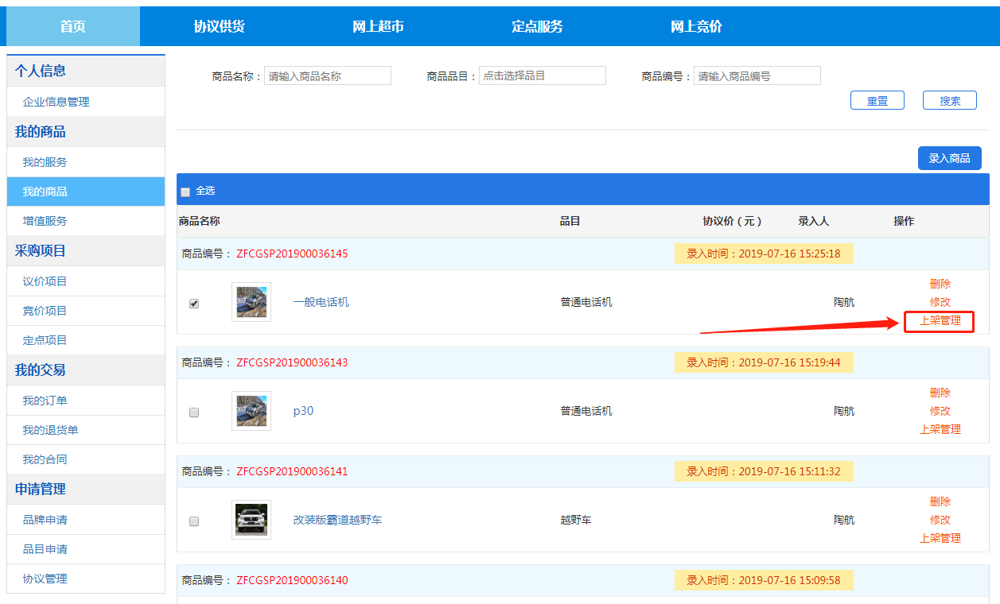 首页 协议供货 网上超市 定点服务 网上竞价
个人信息
企业信息管理
我的商品
我的服务
我的商品
增值服务
采购项目
议价项目
竞价项目
定点项目
我的交易
我的订单
我的退货单
我的合同
申请管理
品牌申请
品目申请
协议管理
商品名称： 请输入商品名称 商品品目： 点击选择品目 商品编号： 请输入商品编号
重置 搜索
录入商品
全选
商品名称 品目 协议价（元） 录入人 操作
商品编号： ZFCGSP201900036145 录入时间：2019-07-16 15:25:18
一般电话机 普通电话机 陶航
删除
修改
上架管理
商品编号： ZFCGSP201900036143 录入时间：2019-07-16 15:19:44
p30 普通电话机 陶航
删除
修改
上架管理
商品编号： ZFCGSP201900036141 录入时间：2019-07-16 15:11:32
改装版霸道越野车 越野车 陶航
删除
修改
上架管理
商品编号： ZFCGSP201900036140 录入时间：2019-07-16 15:09:58